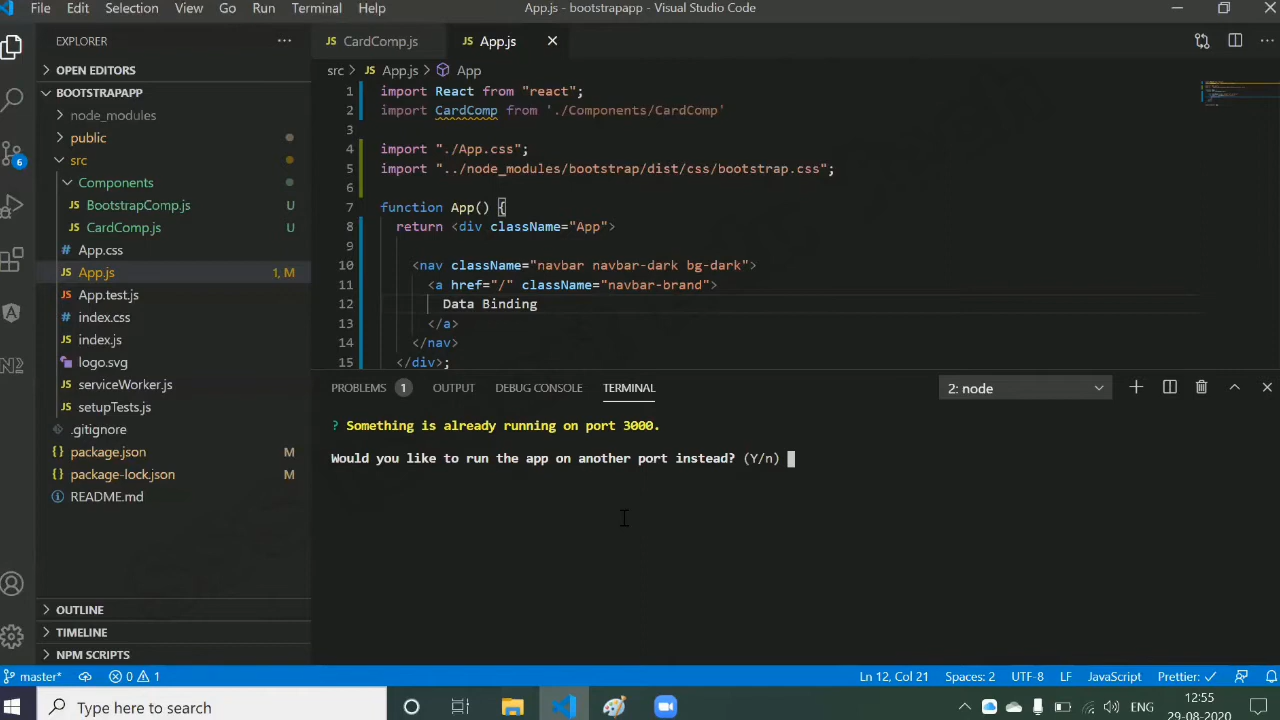 File Edit Selection View Go Run Terminal Help App.js - bootstrapapp - Visual Studio Code
EXPLORER
OPEN EDITORS
BOOTSTRAPAPP
node_modules
public
src
Components
BootstrapComp.js U
CardComp.js U
App.css
App.js 1, M
App.test.js
index.css
index.js
logo.svg
serviceWorker.js
setupTests.js
.gitignore
package.json M
package-lock.json M
README.md
OUTLINE
TIMELINE
NPM SCRIPTS
6
CardComp.js App.js
src > App.js > App
1 import React from "react";
2 import CardComp from './Components/CardComp'
3
4 import "./App.css";
5 import "../node_modules/bootstrap/dist/css/bootstrap.css";
6
7 function App() {
8 return <div className="App">
9
10 <nav className="navbar navbar-dark bg-dark">
11 <a href="/" className="navbar-brand">
12 Data Binding
13 </a>
14 </nav>
15 </div>;
PROBLEMS 1 OUTPUT DEBUG CONSOLE TERMINAL 2: node
? Something is already running on port 3000.
Would you like to run the app on another port instead? (Y/n)
master* 0 1 Ln 12, Col 21 Spaces: 2 UTF-8 LF JavaScript Prettier: ✓
Type here to search
ENG
12:55
29-08-2020